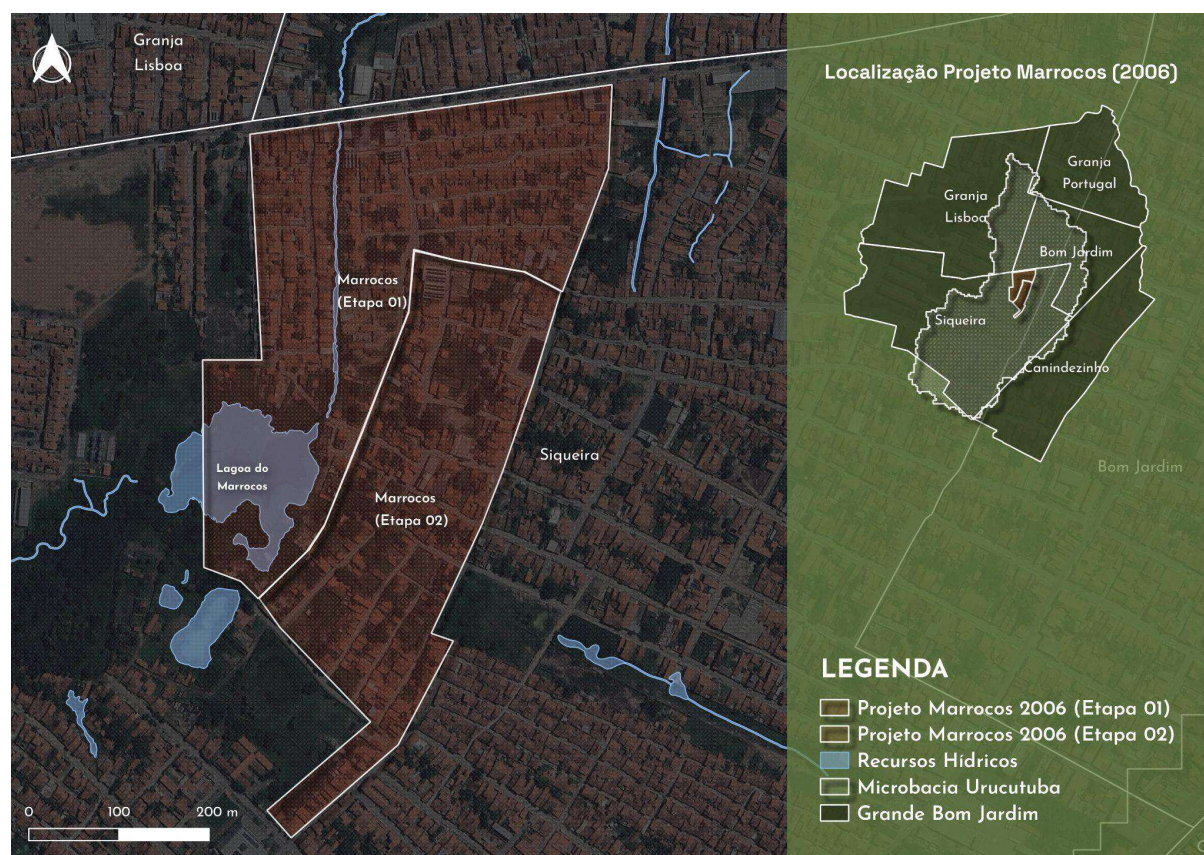 Granja
Lisboa
Marrocos
(Etapa 01)
Lagoa do
Marrocos
Marrocos
(Etapa 02)
Siqueira
0 100 200 m
Localização Projeto Marrocos (2006)
Granja
Portugal
Granja
Lisboa
Bom Jardim
Siqueira
Canindezinho
Bom Jardim
LEGENDA
Projeto Marrocos 2006 (Etapa 01)
Projeto Marrocos 2006 (Etapa 02)
Recursos Hídricos
Microbacia Urucutuba
Grande Bom Jardim